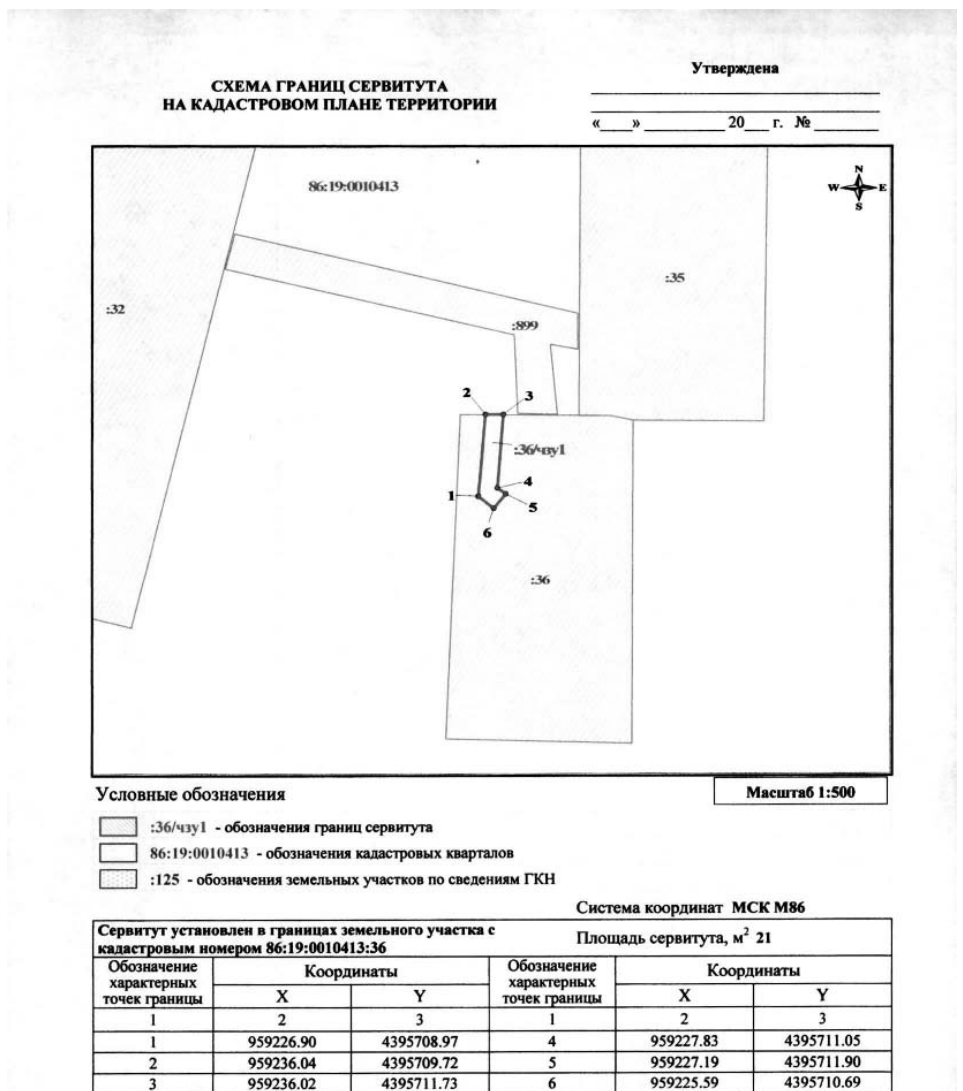 Утверждена
СХЕМА ГРАНИЦ СЕРВИТУТА
НА КАДАСТРОВОМ ПЛАНЕ ТЕРРИТОРИИ
«____» __________ 20___ г. № ________
86:19:0010413
N
W E
S
:32
:35
:899
2 3
:36/чзу1
4
1 5
6
:36
Условные обозначения
Масштаб 1:500
:36/чзу1 - обозначения границ сервитута
86:19:0010413 - обозначения кадастровых кварталов
:125 - обозначения земельных участков по сведениям ГКН
Система координат МСК М86
Сервитут установлен в границах земельного участка с
кадастровым номером 86:19:0010413:36
Площадь сервитута, м² 21
Обозначение характерных точек границы Координаты Обозначение характерных точек границы Координаты
X Y X Y
1 2 3 1 2 3
1 959226.90 4395708.97 4 959227.83 4395711.05
2 959236.04 4395709.72 5 959227.19 4395711.90
3 959236.02 4395711.73 6 959225.59 4395710.69